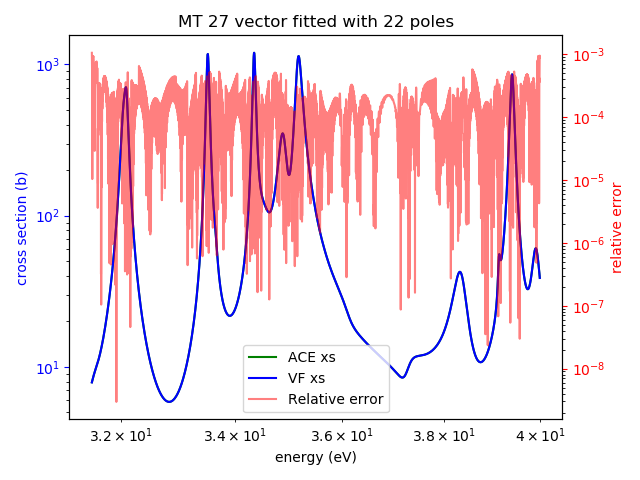 MT 27 vector fitted with 22 poles
10³
10²
10¹
cross section (b)
10⁻³
10⁻⁴
10⁻⁵
10⁻⁶
10⁻⁷
10⁻⁸
relative error
ACE xs
VF xs
Relative error
3.2 × 10¹ 3.4 × 10¹ 3.6 × 10¹ 3.8 × 10¹ 4 × 10¹
energy (eV)